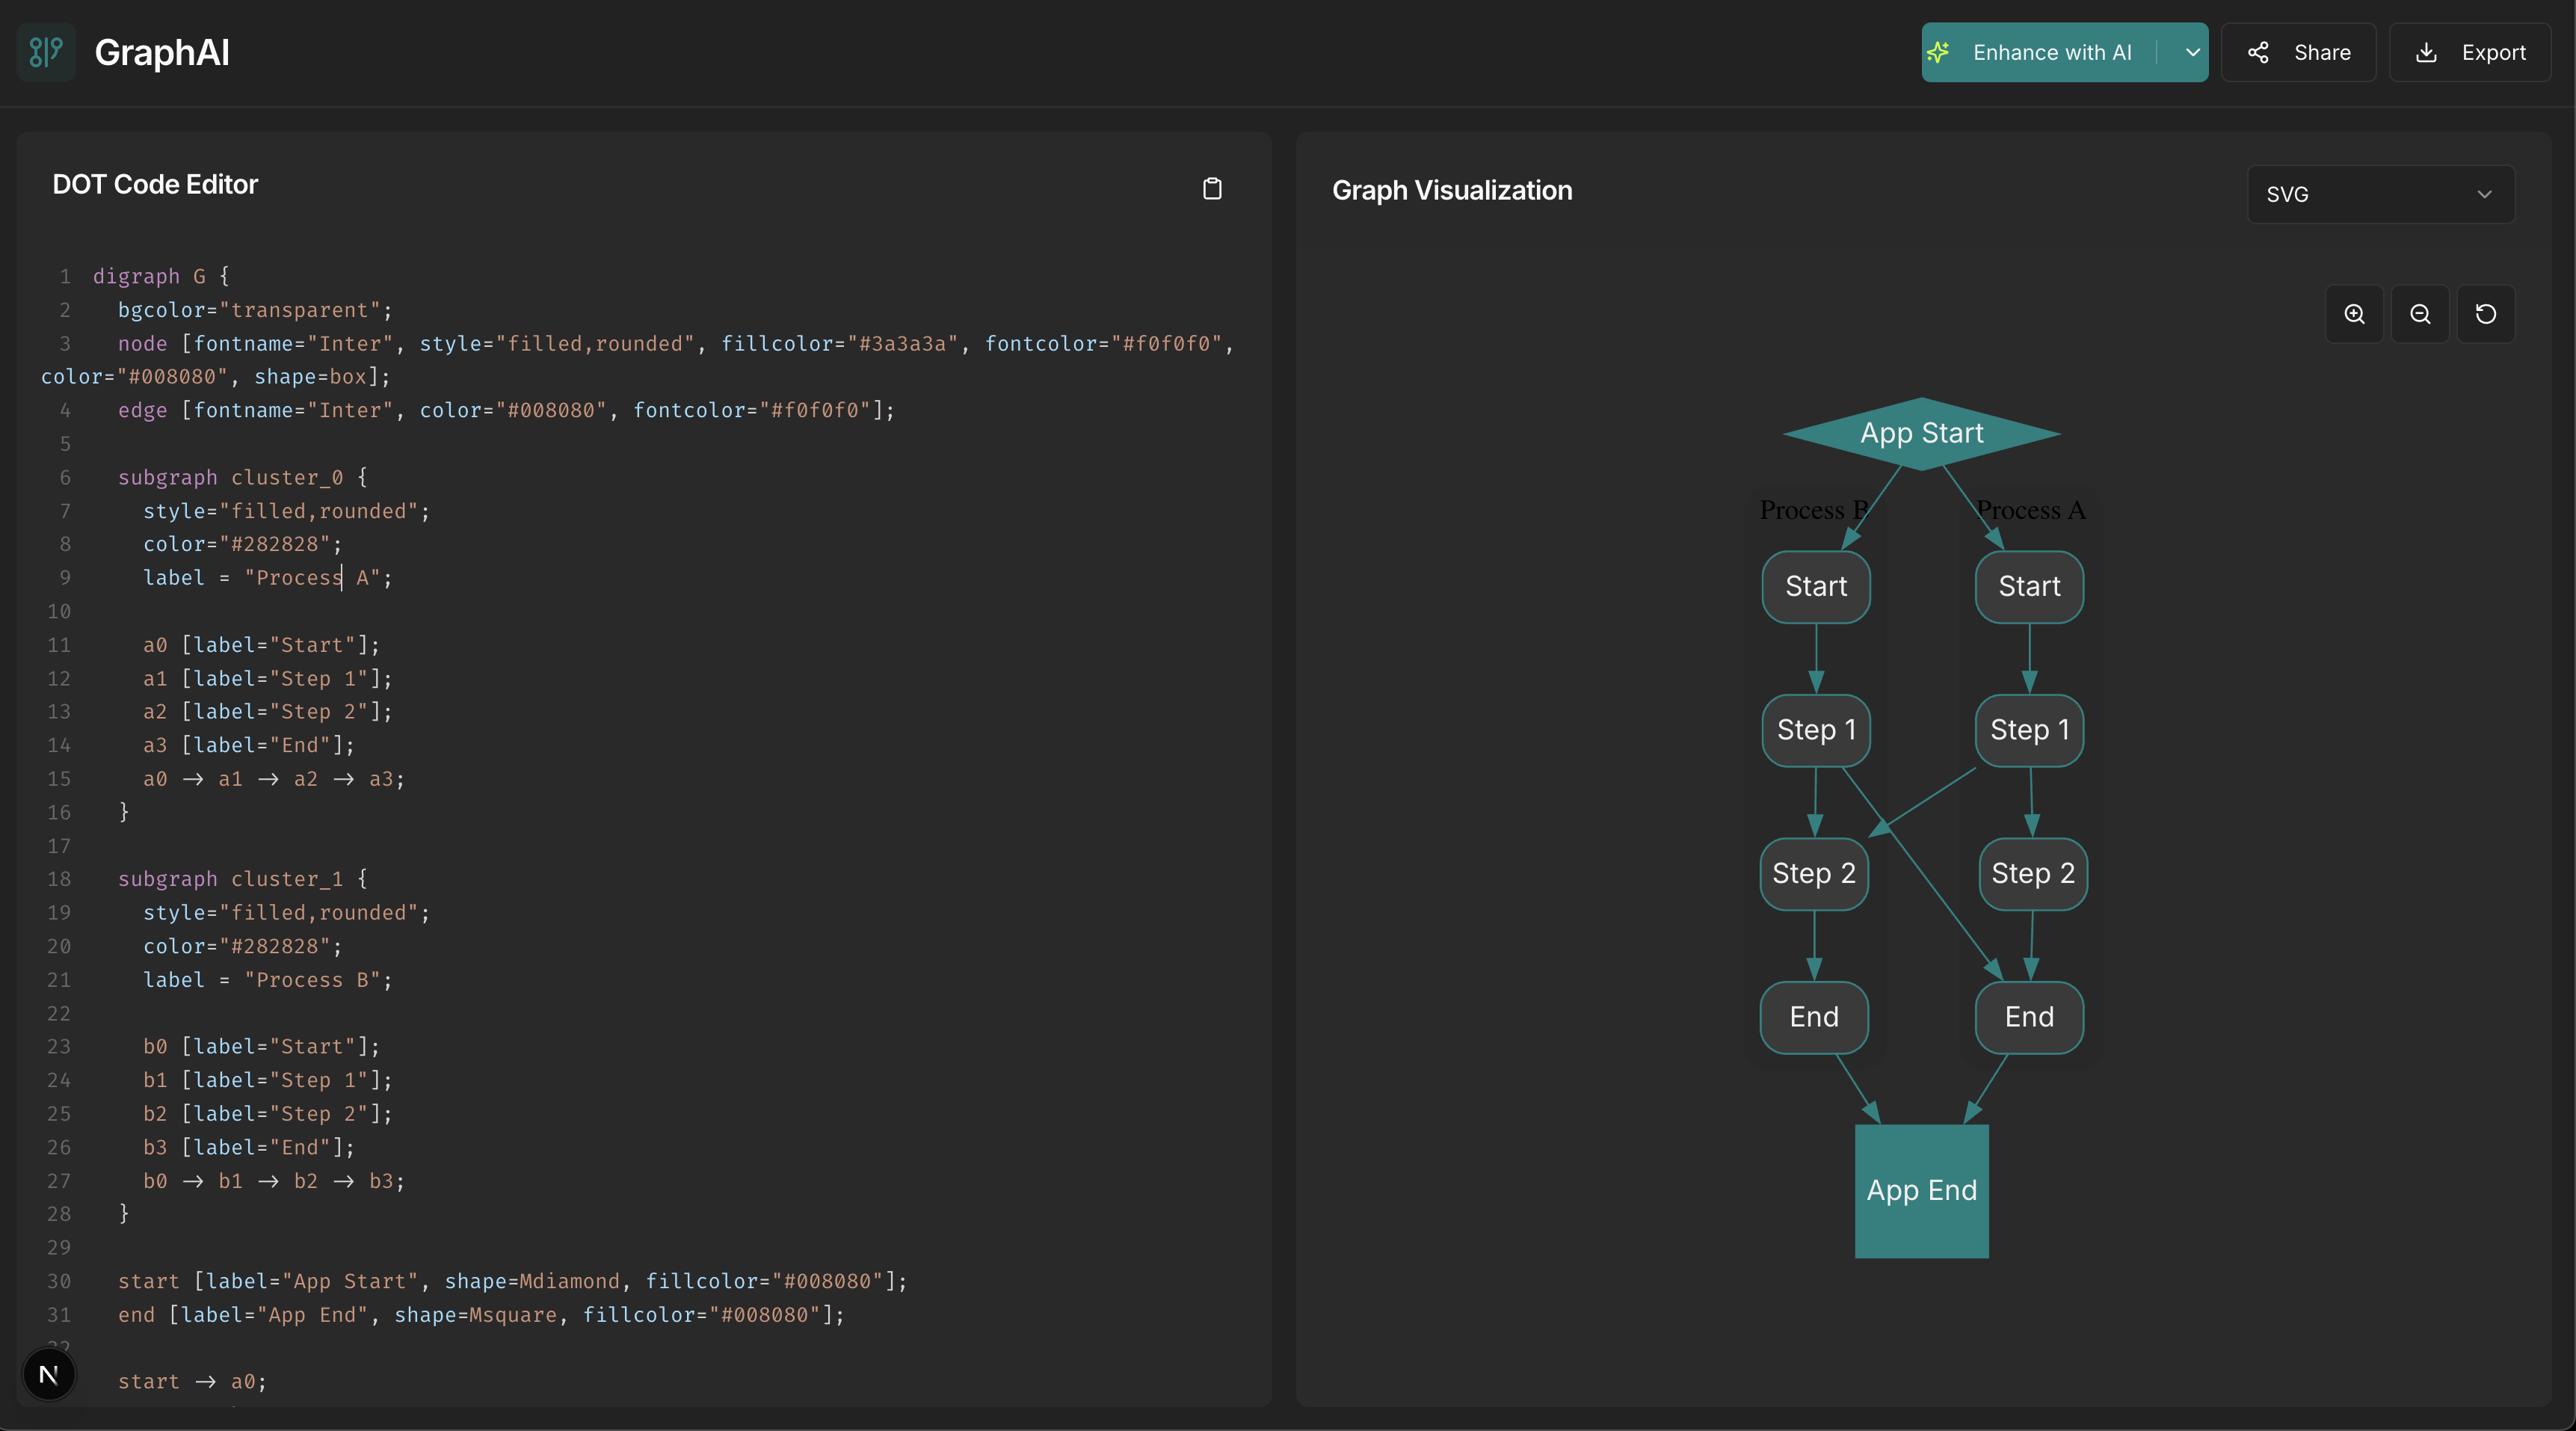 GraphAI
Enhance with AI
Share
Export
DOT Code Editor
1 digraph G {
2 bgcolor="transparent";
3 node [fontname="Inter", style="filled,rounded", fillcolor="#3a3a3a", fontcolor="#f0f0f0",
color="#008080", shape=box];
4 edge [fontname="Inter", color="#008080", fontcolor="#f0f0f0"];
5
6 subgraph cluster_0 {
7 style="filled,rounded";
8 color="#282828";
9 label = "Process A";
10
11 a0 [label="Start"];
12 a1 [label="Step 1"];
13 a2 [label="Step 2"];
14 a3 [label="End"];
15 a0 -> a1 -> a2 -> a3;
16 }
17
18 subgraph cluster_1 {
19 style="filled,rounded";
20 color="#282828";
21 label = "Process B";
22
23 b0 [label="Start"];
24 b1 [label="Step 1"];
25 b2 [label="Step 2"];
26 b3 [label="End"];
27 b0 -> b1 -> b2 -> b3;
28 }
29
30 start [label="App Start", shape=Mdiamond, fillcolor="#008080"];
31 end [label="App End", shape=Msquare, fillcolor="#008080"];
32
start -> a0;
N
Graph Visualization
SVG
App Start
Process B
Process A
Start
Start
Step 1
Step 1
Step 2
Step 2
End
End
App End